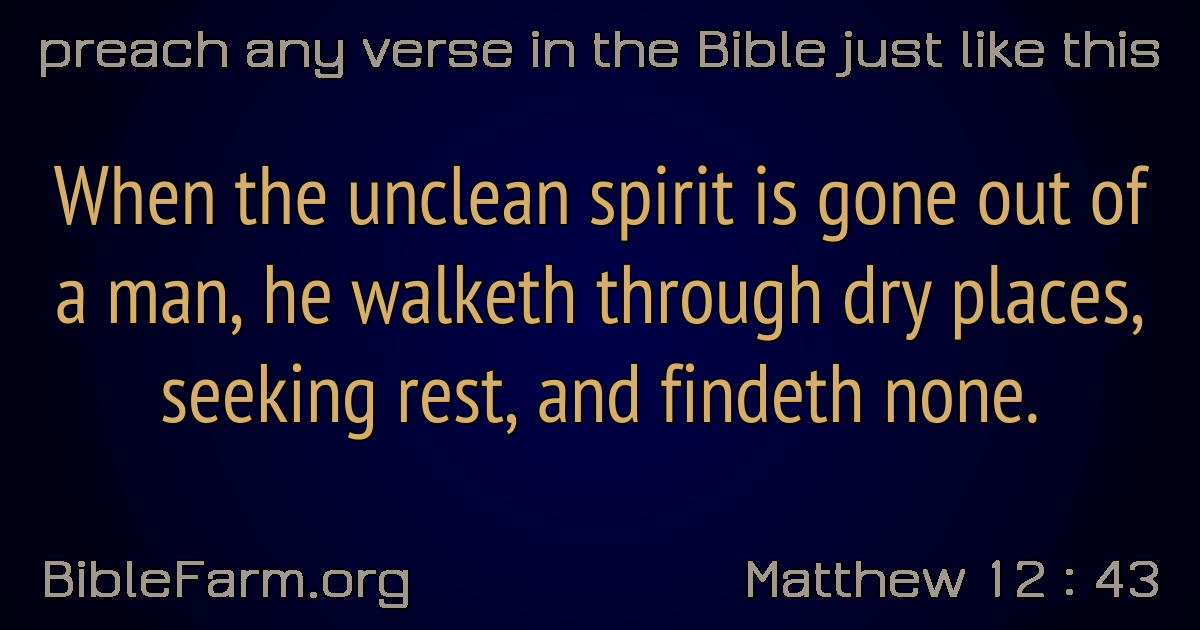 preach any verse in the Bible just like this
When the unclean spirit is gone out of
a man, he walketh through dry places,
seeking rest, and findeth none.
BibleFarm.org
Matthew 12 : 43